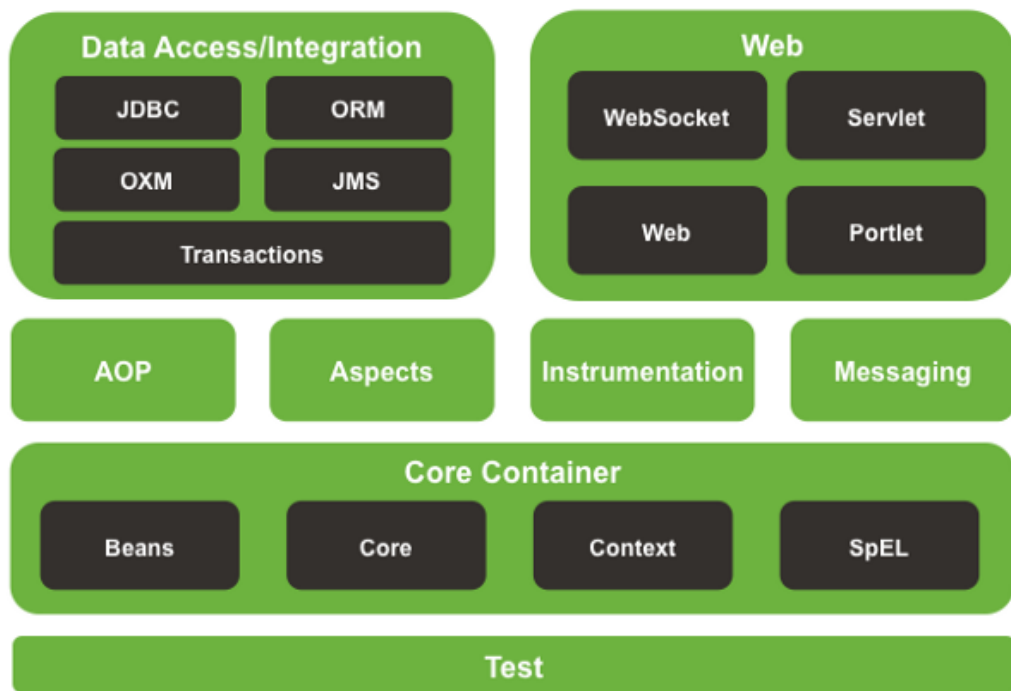 Data Access/Integration
JDBC
ORM
OXM
JMS
Transactions
Web
WebSocket
Servlet
Web
Portlet
AOP
Aspects
Instrumentation
Messaging
Core Container
Beans
Core
Context
SpEL
Test